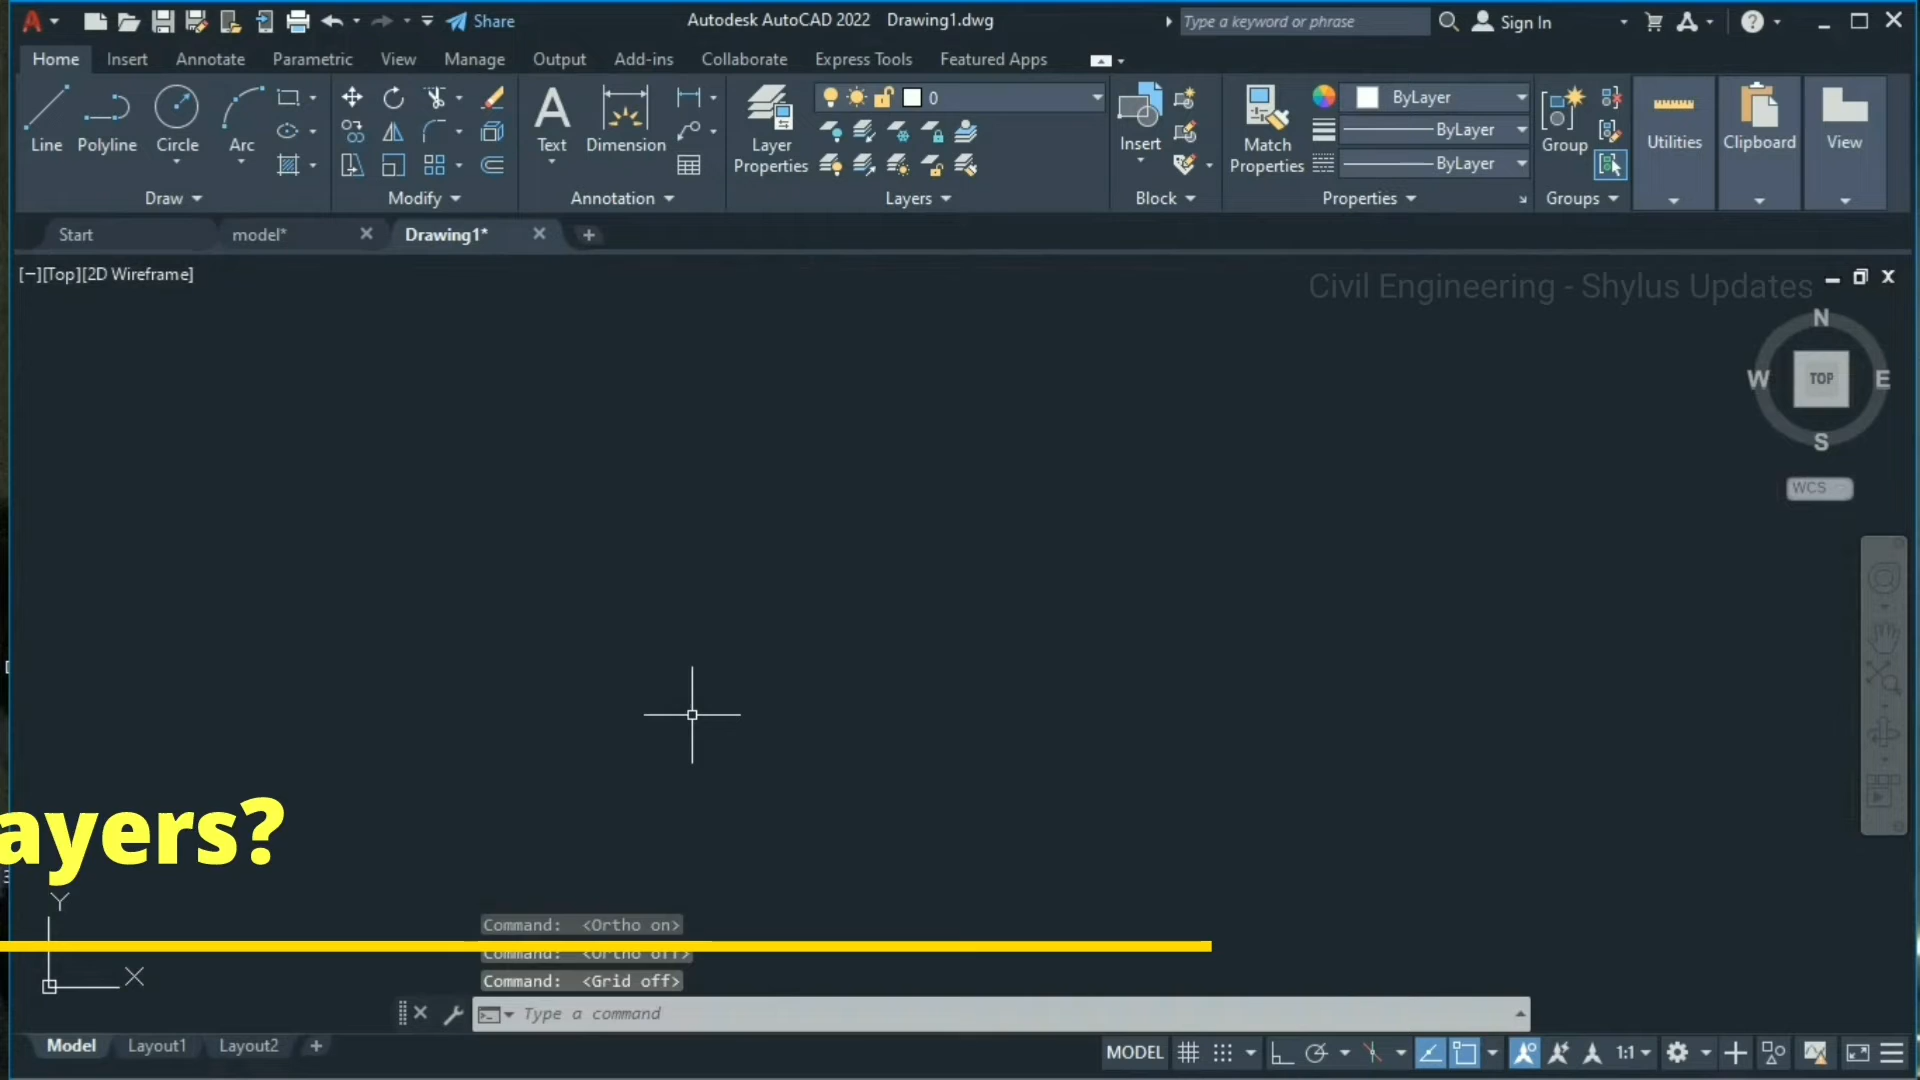 Share
Autodesk AutoCAD 2022 Drawing1.dwg
Type a keyword or phrase
Sign In
Home Insert Annotate Parametric View Manage Output Add-ins Collaborate Express Tools Featured Apps
Line Polyline Circle Arc
Text Dimension
Layer Properties
0
Insert
Match Properties
ByLayer
ByLayer
ByLayer
Group
Utilities
Clipboard
View
Draw Modify Annotation Layers Block Properties Groups
Start model* Drawing1*
[−][Top][2D Wireframe]
Civil Engineering - Shylus Updates
N
W TOP E
S
WCS
ayers?
Y
X
Command: <Ortho on>
Command: <Ortho off>
Command: <Grid off>
Type a command
Model Layout1 Layout2
MODEL 1:1